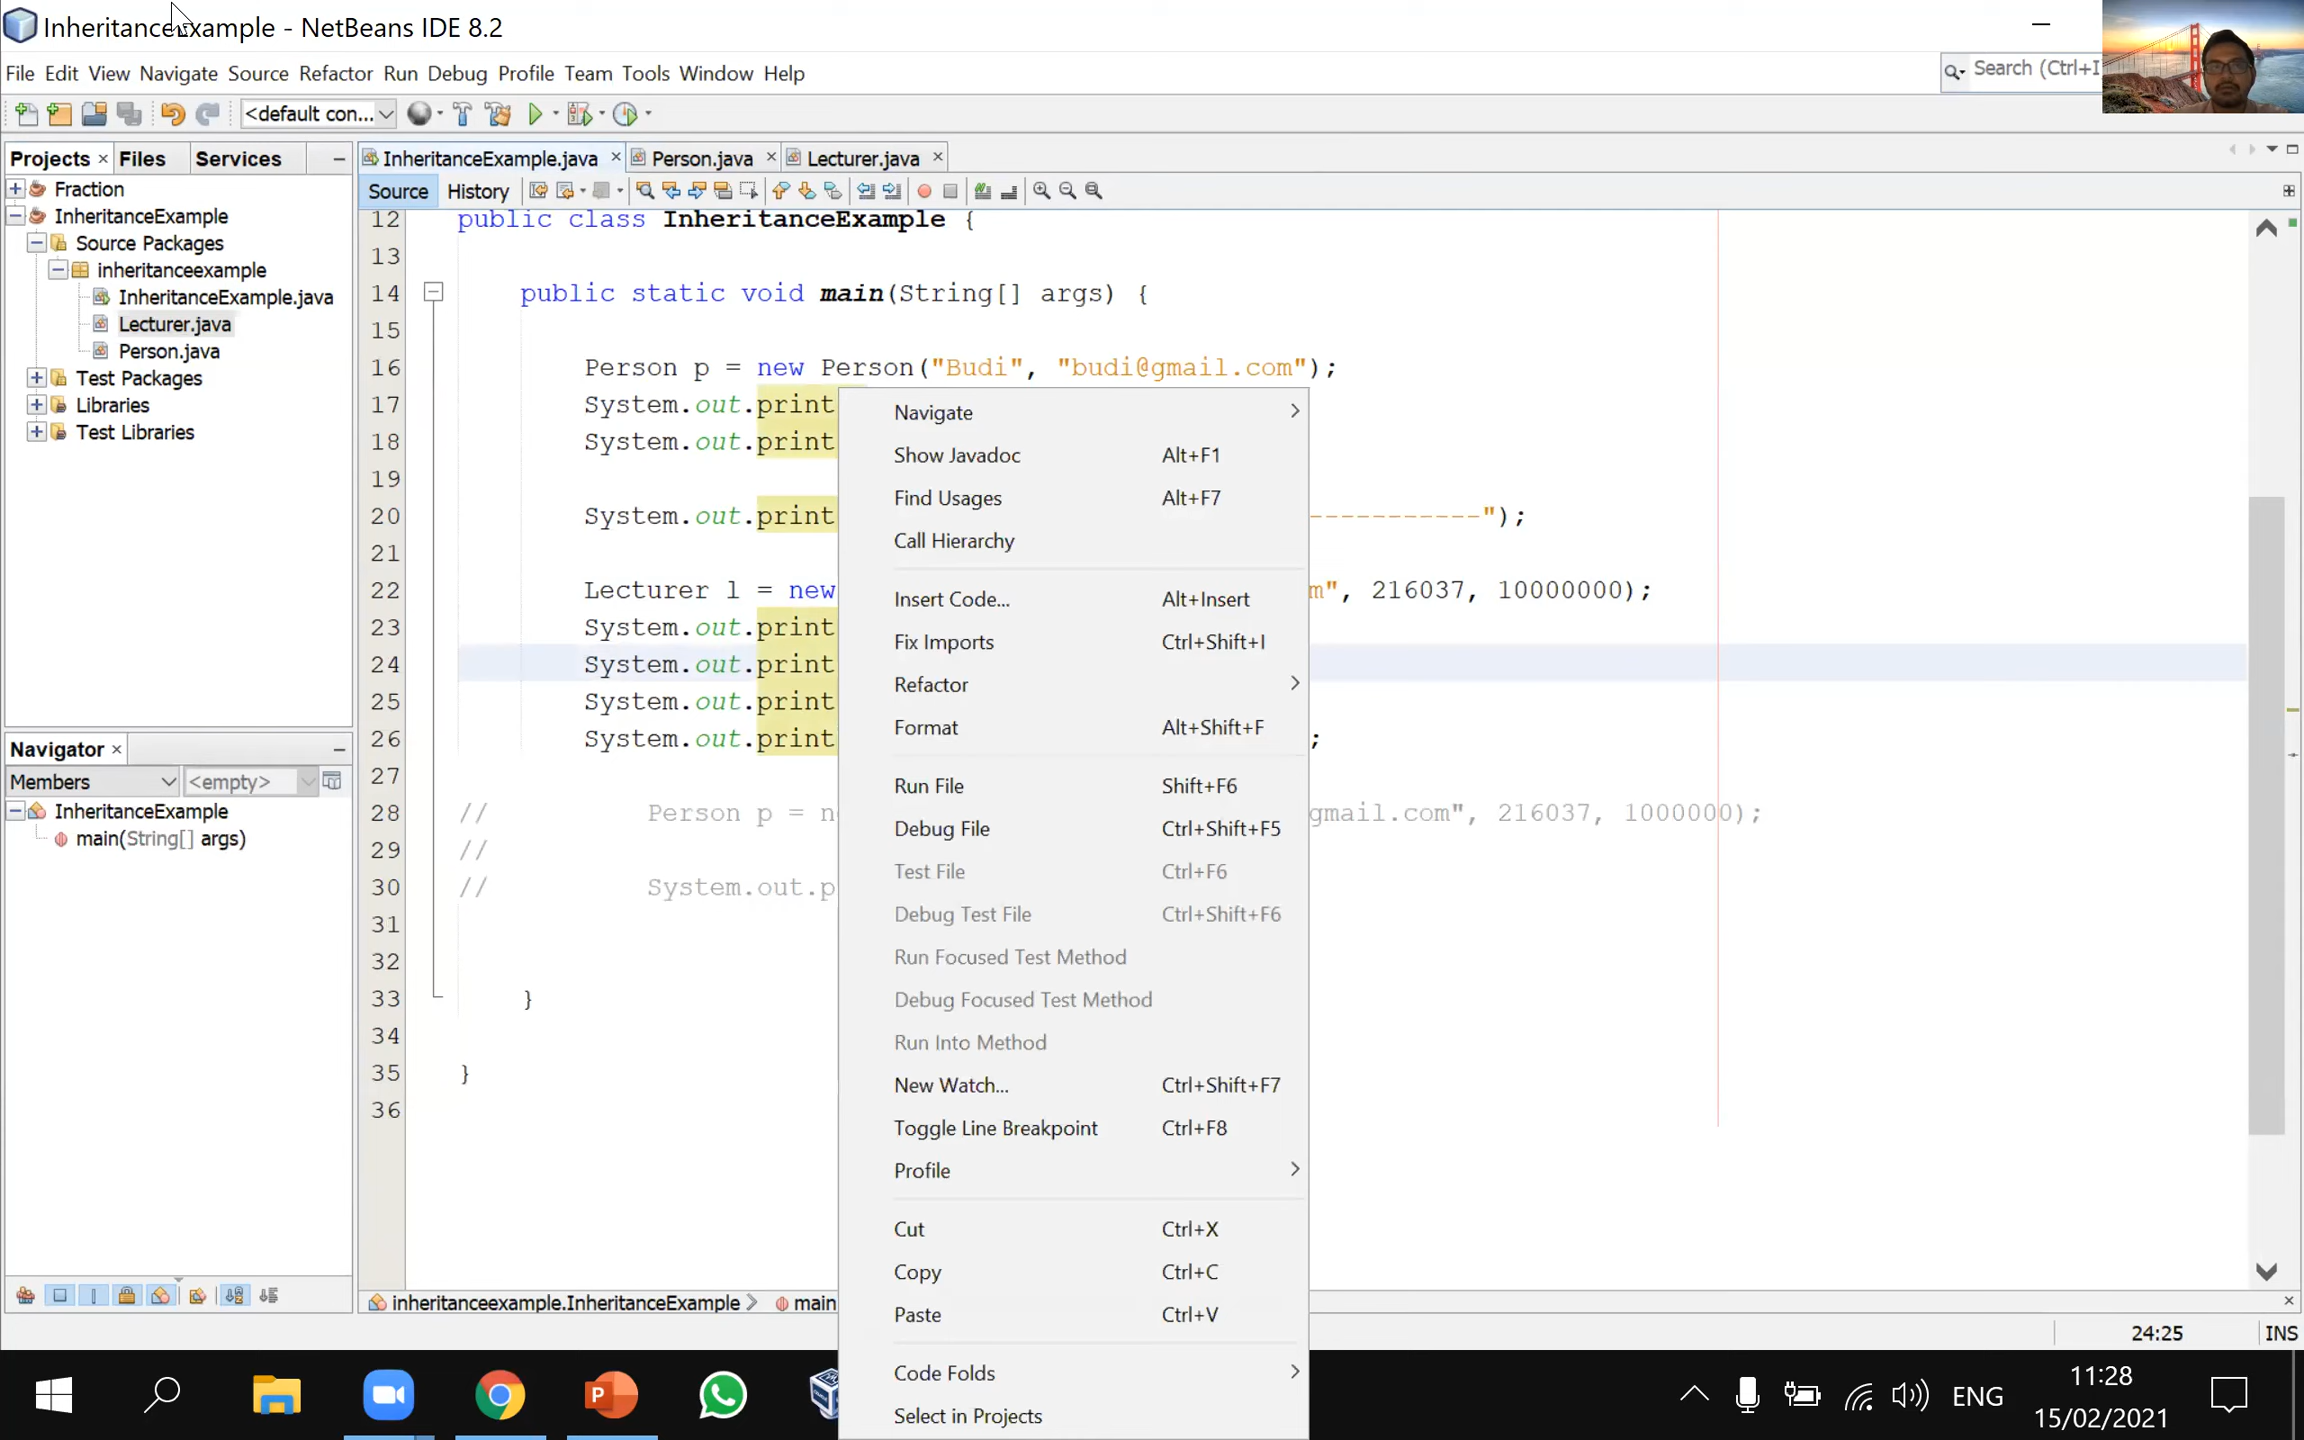 InheritanceExample - NetBeans IDE 8.2
File Edit View Navigate Source Refactor Run Debug Profile Team Tools Window Help
Search (Ctrl+I
<default con...
Projects Files Services
Fraction
InheritanceExample
Source Packages
inheritanceexample
InheritanceExample.java
Lecturer.java
Person.java
Test Packages
Libraries
Test Libraries
Navigator
Members <empty>
InheritanceExample
main(String[] args)
InheritanceExample.java Person.java Lecturer.java
Source History
12 public class InheritanceExample {
13
14 public static void main(String[] args) {
15
16 Person p = new Person("Budi", "budi@gmail.com");
17 System.out.print
18 System.out.print
19
20 System.out.print -----------");
21
22 Lecturer l = new m", 216037, 10000000);
23 System.out.print
24 System.out.print
25 System.out.print
26 System.out.print ;
27
28 // Person p = n gmail.com", 216037, 1000000);
29 //
30 // System.out.p
31
32
33 }
34
35 }
36
Navigate
Show Javadoc Alt+F1
Find Usages Alt+F7
Call Hierarchy
Insert Code... Alt+Insert
Fix Imports Ctrl+Shift+I
Refactor
Format Alt+Shift+F
Run File Shift+F6
Debug File Ctrl+Shift+F5
Test File Ctrl+F6
Debug Test File Ctrl+Shift+F6
Run Focused Test Method
Debug Focused Test Method
Run Into Method
New Watch... Ctrl+Shift+F7
Toggle Line Breakpoint Ctrl+F8
Profile
Cut Ctrl+X
Copy Ctrl+C
Paste Ctrl+V
Code Folds
Select in Projects
inheritanceexample.InheritanceExample main
24:25 INS
ENG
11:28
15/02/2021